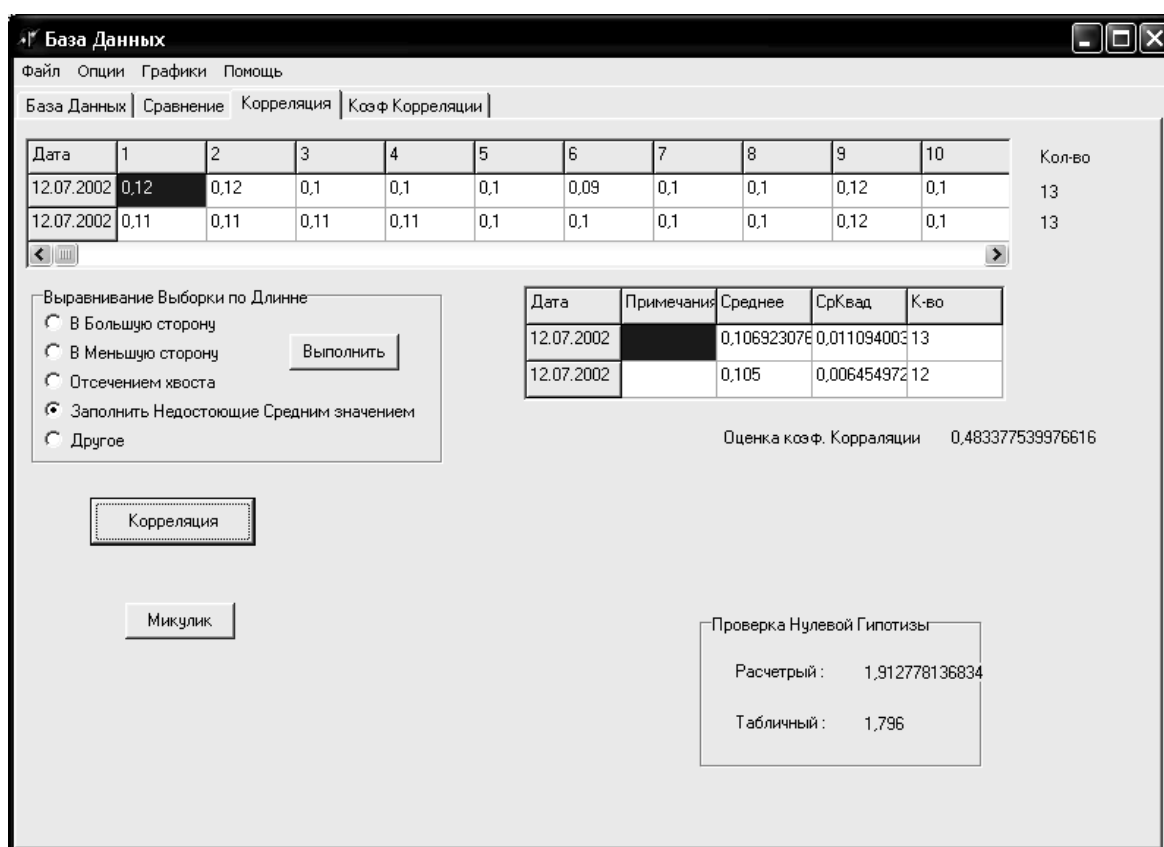 База Данных
Файл Опции Графики Помощь
База Данных Сравнение Корреляция Коэф Корреляции
Дата 1 2 3 4 5 6 7 8 9 10 Кол-во
12.07.2002 0,12 0,12 0,1 0,1 0,1 0,09 0,1 0,1 0,12 0,1 13
12.07.2002 0,11 0,11 0,11 0,11 0,1 0,1 0,1 0,1 0,12 0,1 13
Выравнивание Выборки по Длинне
В Большую сторону
В Меньшую сторону
Отсечением хвоста
Заполнить Недостоющие Средним значением
Другое
Выполнить
Дата Примечания Среднее СрКвад К-во
12.07.2002 0,106923076 0,011094003 13
12.07.2002 0,105 0,006454972 12
Оценка коэф. Корраляции 0,483377539976616
Корреляция
Микулик
Проверка Нулевой Гипотизы
Расчетрый : 1,912778136834
Табличный : 1,796